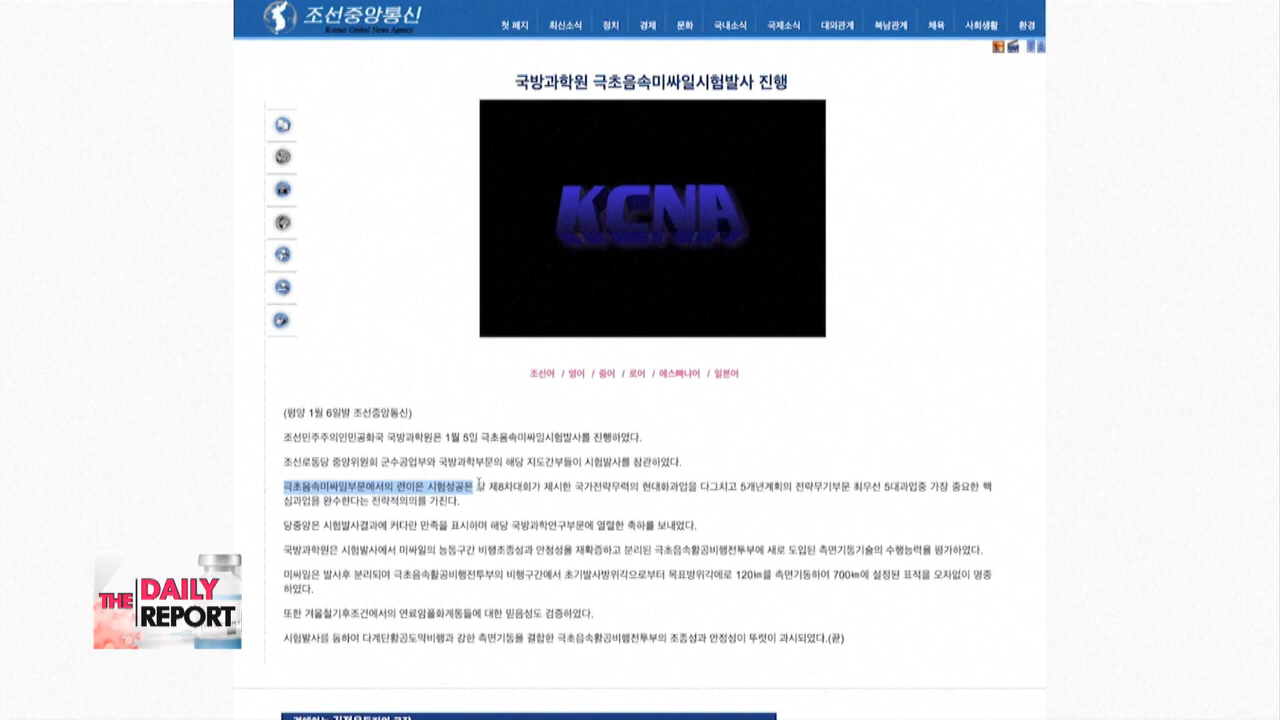 조선중앙통신
Korean Central News Agency
첫 페지 최신소식 정치 경제 문화 국내소식 국제소식 대외관계 북남관계 체육 사회생활 환경
국방과학원 극초음속미싸일시험발사 진행
KCNA
조선어 / 영어 / 중어 / 로어 / 에스빠냐어 / 일본어
(평양 1월 6일발 조선중앙통신)
조선민주주의인민공화국 국방과학원은 1월 5일 극초음속미싸일시험발사를 진행하였다.
조선로동당 중앙위원회 군수공업부와 국방과학부문의 해당 지도간부들이 시험발사를 참관하였다.
극초음속미싸일부문에서의 련이은 시험성공은 당 제8차대회가 제시한 국가전략무력의 현대화과업을 다그치고 5개년계획의 전략무기부문 최우선 5대과업중 가장 중요한 핵
심과업을 완수한다는 전략적의의를 가진다.
당중앙은 시험발사결과에 커다란 만족을 표시하며 해당 국방과학연구부문에 열렬한 축하를 보내였다.
국방과학원은 시험발사에서 미싸일의 능동구간 비행조종성과 안정성을 재확증하고 분리된 극초음속활공비행전투부에 새로 도입된 측면기동기술의 수행능력을 평가하였다.
미싸일은 발사후 분리되여 극초음속활공비행전투부의 비행구간에서 초기발사방위각으로부터 목표방위각에로 120㎞를 측면기동하여 700㎞에 설정된 표적을 오차없이 명중
하였다.
또한 겨울철기후조건에서의 연료암풀화계통들에 대한 믿음성도 검증하였다.
시험발사를 통하여 다계단활공도약비행과 강한 측면기동을 결합한 극초음속활공비행전투부의 조종성과 안정성이 뚜렷이 과시되였다.(끝)
THE DAILY REPORT